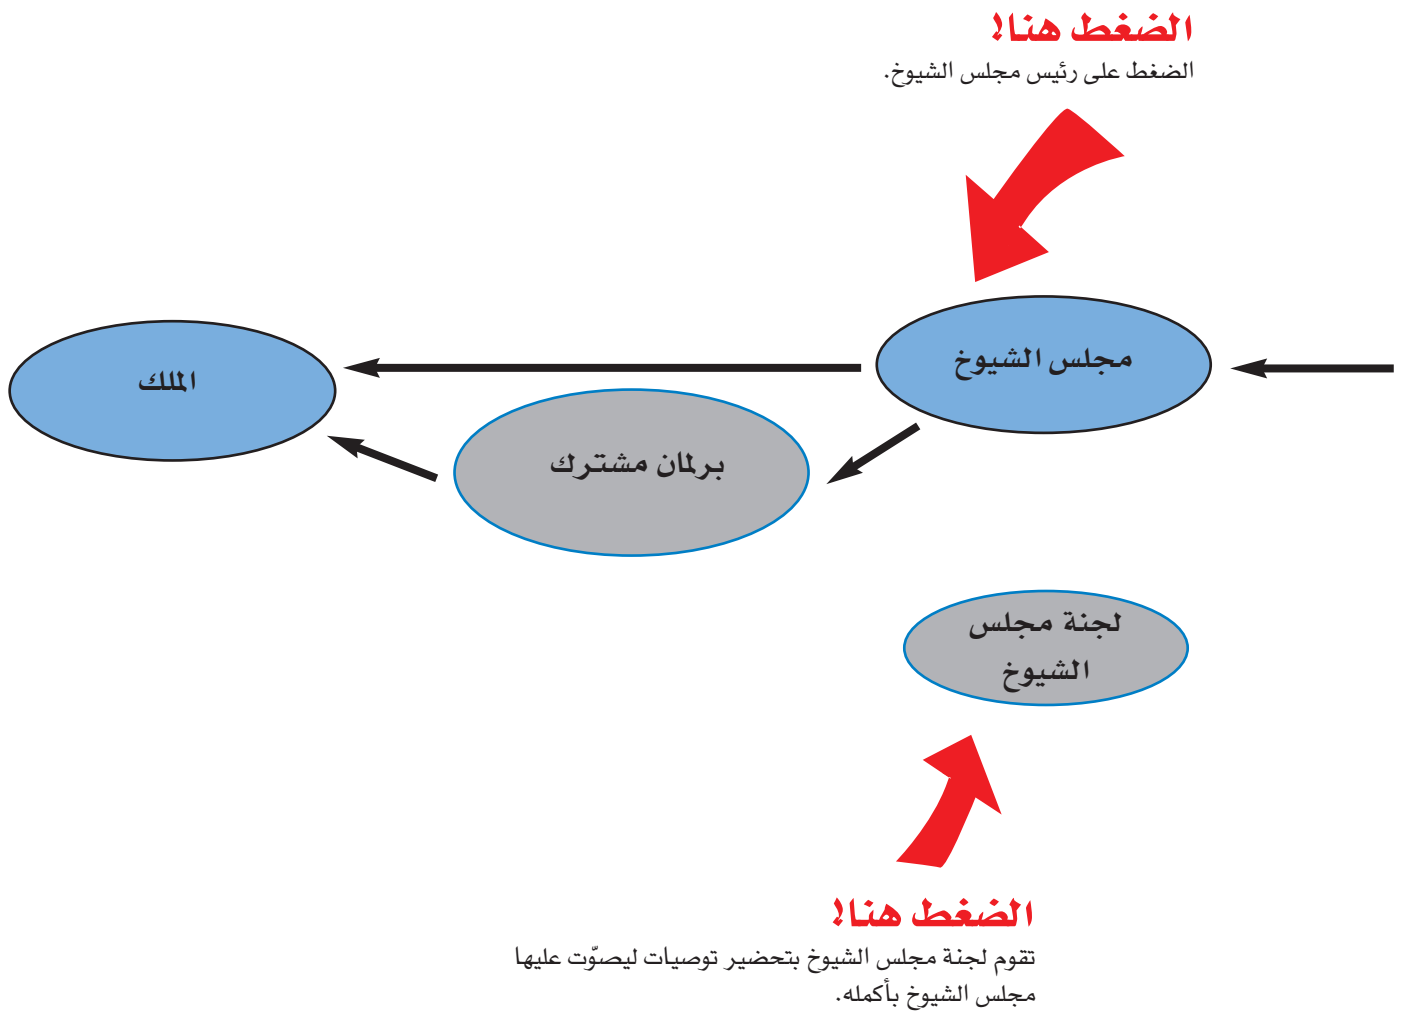 الضغط هنا!
الضغط على رئيس مجلس الشيوخ.
مجلس الشيوخ
الملك
برلمان مشترك
لجنة مجلس
الشيوخ
الضغط هنا!
تقوم لجنة مجلس الشيوخ بتحضير توصيات ليصوّت عليها
مجلس الشيوخ بأكمله.